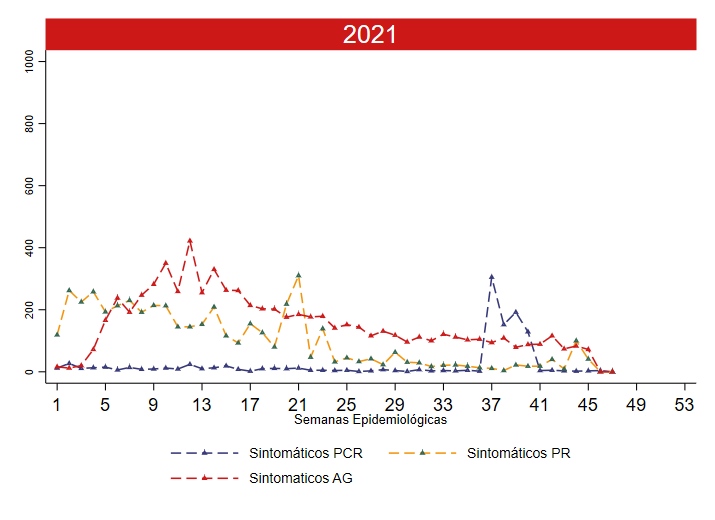 2021
1000
800
600
400
200
0
1 5 9 13 17 21 25 29 33 37 41 45 49 53
Semanas Epidemiológicas
Sintomáticos PCR Sintomáticos PR
Sintomaticos AG